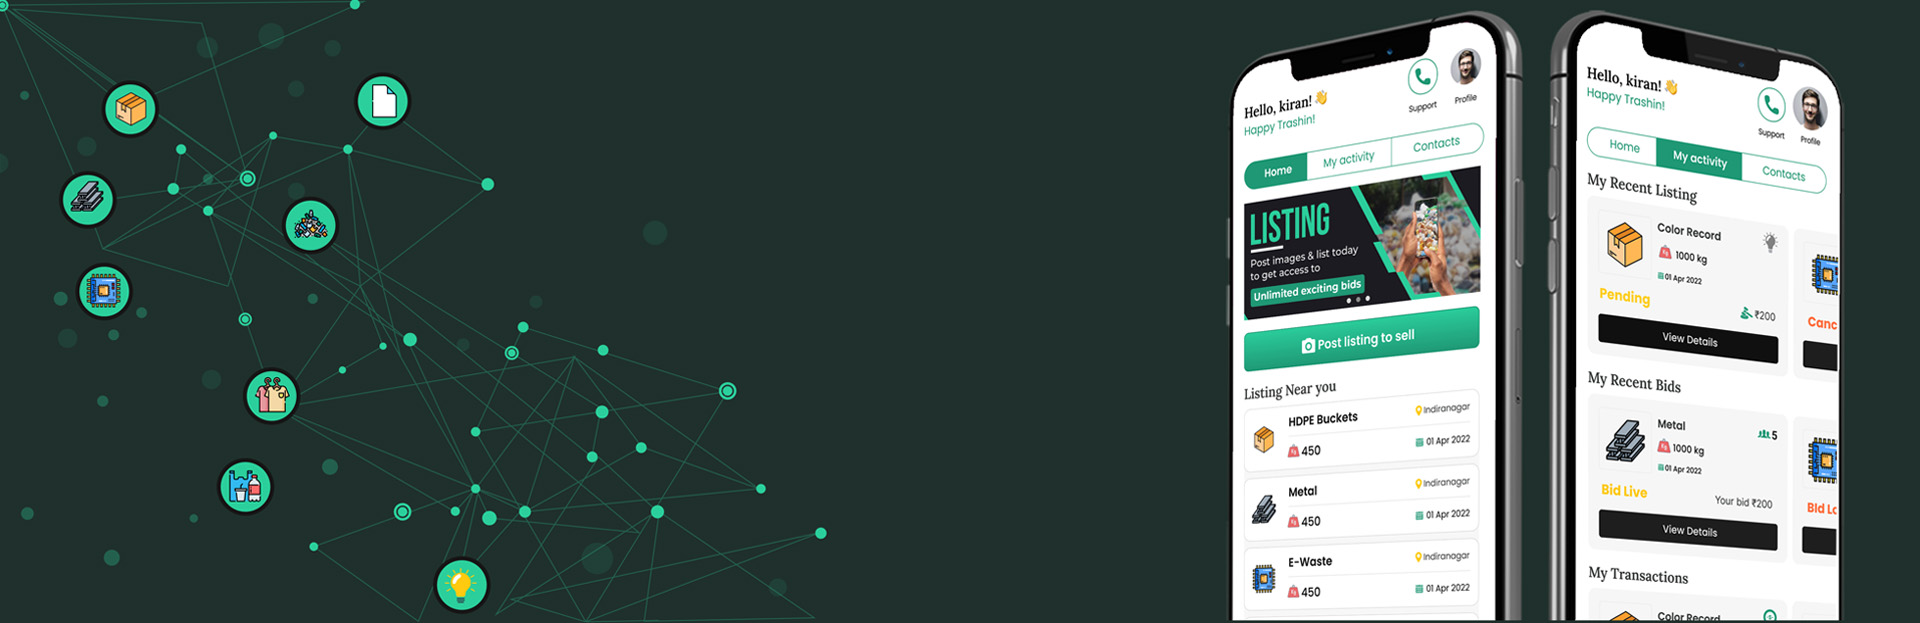 Hello, kiran! 👋
Happy Trashin!
Support
Profile
Home
My activity
Contacts
LISTING
Post images & list today
to get access to
Unlimited exciting bids
Post listing to sell
Listing Near you
HDPE Buckets
Indiranagar
450
01 Apr 2022
Metal
Indiranagar
450
01 Apr 2022
E-Waste
Indiranagar
450
01 Apr 2022
Hello, kiran! 👋
Happy Trashin!
Support
Profile
Home
My activity
Contacts
My Recent Listing
Color Record
1000 kg
01 Apr 2022
Pending
₹200
View Details
Canc
My Recent Bids
Metal
5
1000 kg
01 Apr 2022
Bid Live
Your bid ₹200
View Details
BId Lo
My Transactions
Color Record